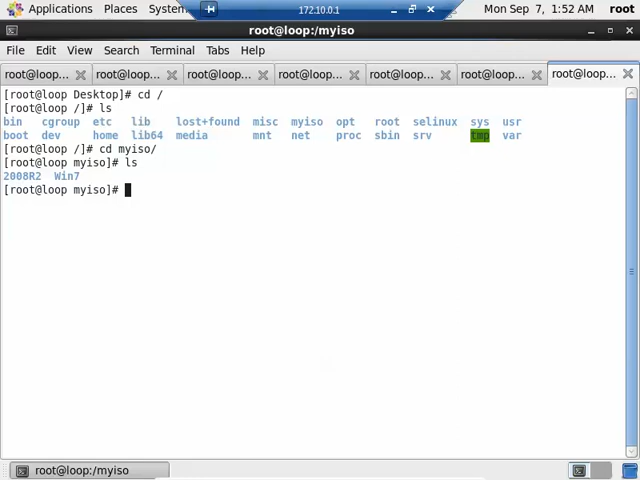 Applications Places System 172.10.0.1 Mon Sep 7, 1:52 AM root
root@loop:/myiso
File Edit View Search Terminal Tabs Help
root@loop... root@loop... root@loop... root@loop... root@loop... root@loop... root@loop...
[root@loop Desktop]# cd /
[root@loop /]# ls
bin cgroup etc lib lost+found misc myiso opt root selinux sys usr
boot dev home lib64 media mnt net proc sbin srv tmp var
[root@loop /]# cd myiso/
[root@loop myiso]# ls
2008R2 Win7
[root@loop myiso]#
root@loop:/myiso